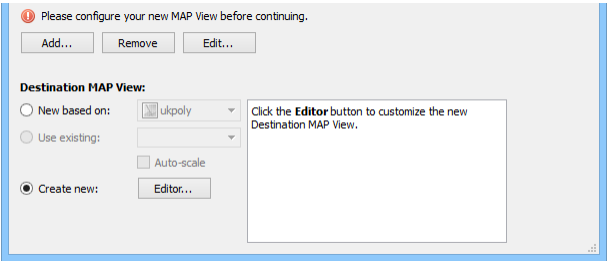 Please configure your new MAP View before continuing.
Add... Remove Edit...
Destination MAP View:
New based on: ukpoly
Click the Editor button to customize the new
Destination MAP View.
Use existing:
Auto-scale
Create new: Editor...